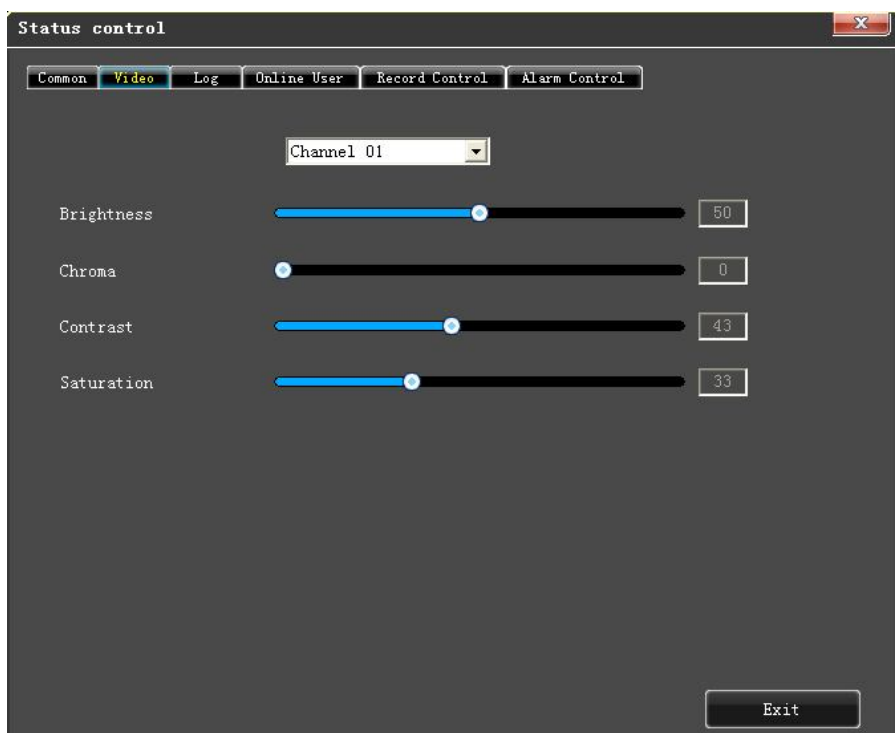 Status control
X
Common Video Log Online User Record Control Alarm Control
Channel 01
Brightness 50
Chroma 0
Contrast 43
Saturation 33
Exit